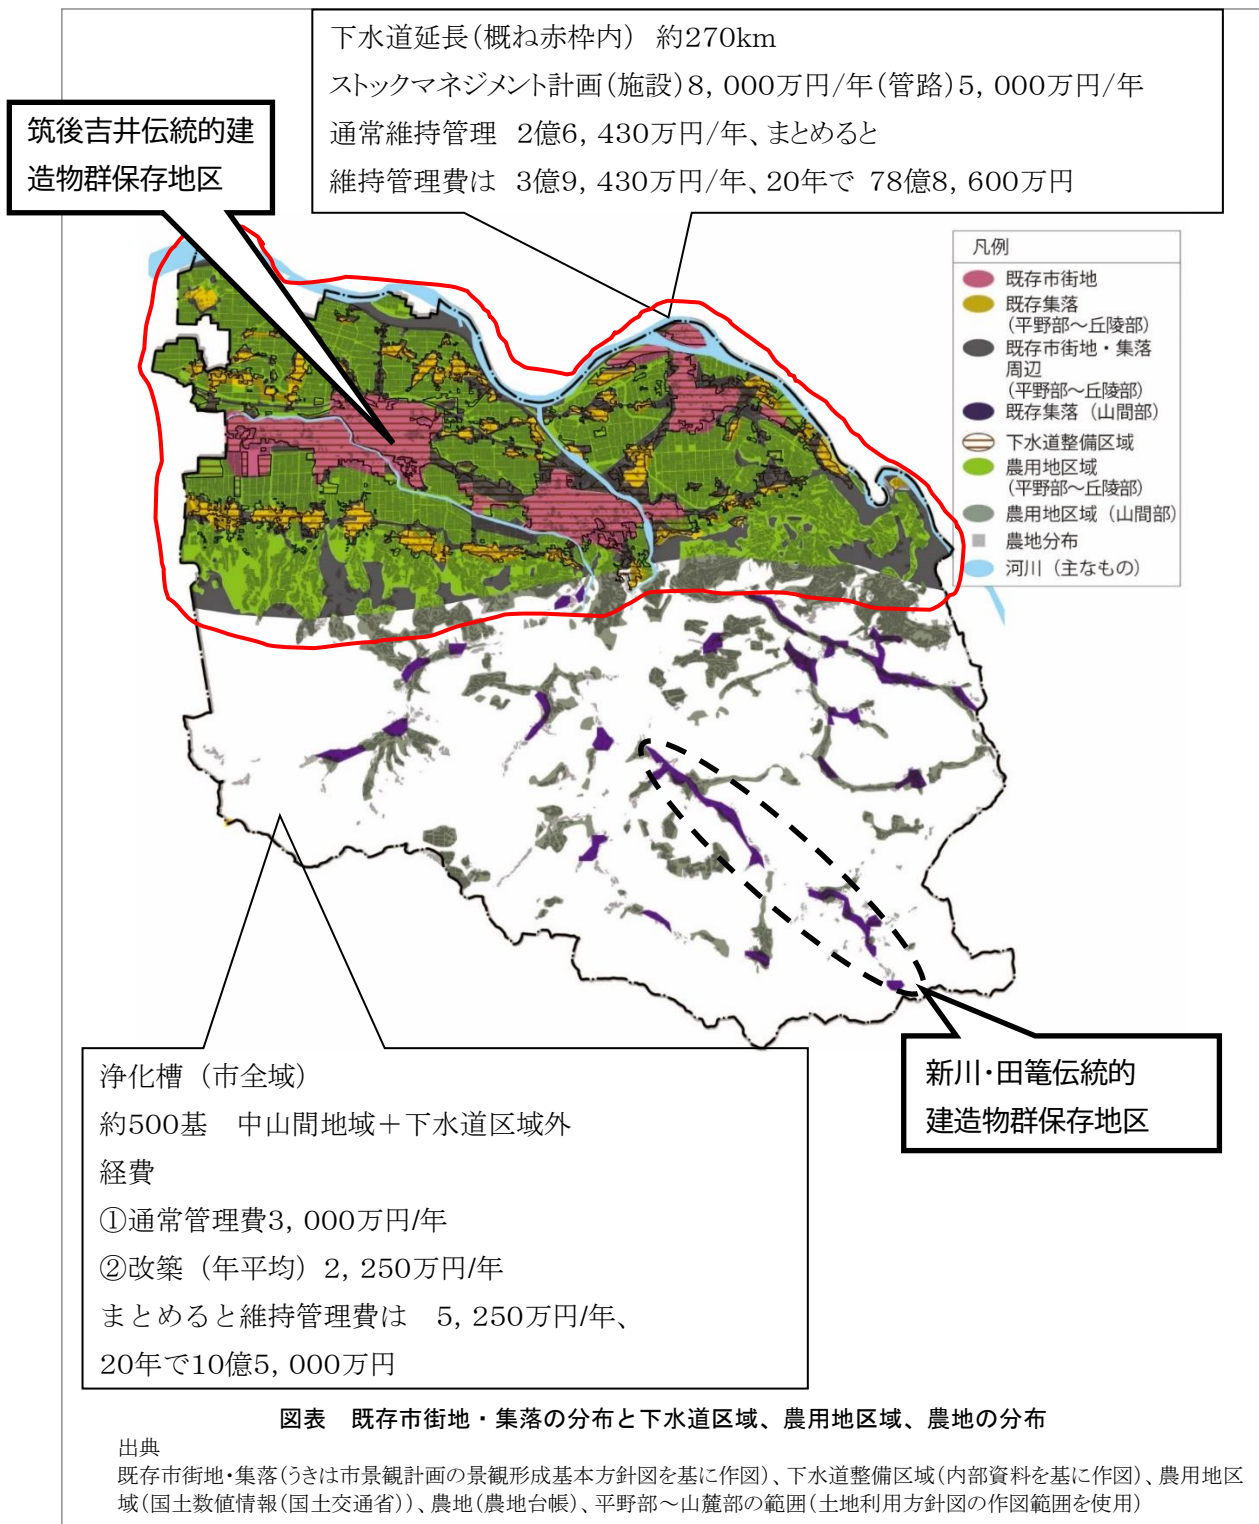 下水道延長(概ね赤枠内) 約270km
ストックマネジメント計画(施設)8,000万円/年(管路)5,000万円/年
通常維持管理 2億6,430万円/年、まとめると
維持管理費は 3億9,430万円/年、20年で 78億8,600万円
筑後吉井伝統的建
造物群保存地区
凡例
既存市街地
既存集落
(平野部~丘陵部)
既存市街地・集落
周辺
(平野部~丘陵部)
既存集落(山間部)
下水道整備区域
農用地区域
(平野部~丘陵部)
農用地区域(山間部)
農地分布
河川(主なもの)
新川・田篭伝統的
建造物群保存地区
浄化槽(市全域)
約500基 中山間地域+下水道区域外
経費
①通常管理費3,000万円/年
②改築(年平均)2,250万円/年
まとめると維持管理費は 5,250万円/年、
20年で10億5,000万円
図表 既存市街地・集落の分布と下水道区域、農用地区域、農地の分布
出典
既存市街地・集落(うきは市景観計画の景観形成基本方針図を基に作図)、下水道整備区域(内部資料を基に作図)、農用地区
域(国土数値情報(国土交通省))、農地(農地台帳)、平野部~山麓部の範囲(土地利用方針図の作図範囲を使用)